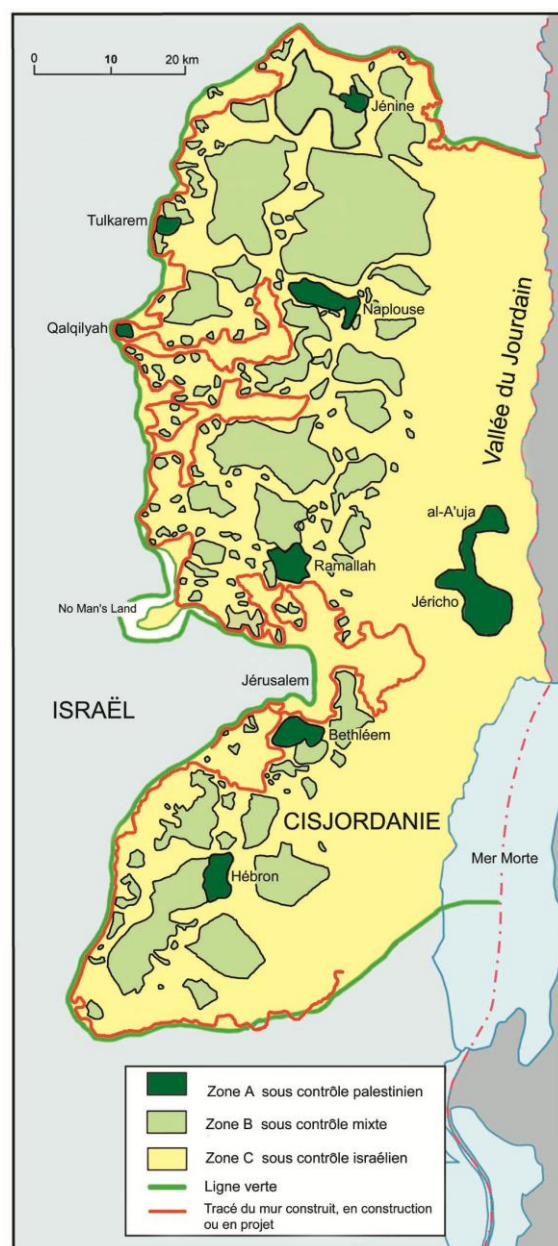 0 10 20 km
Jénine
Tulkarem
Naplouse
Qalqilyah
Vallée du Jourdain
al-A'uja
Ramallah
Jéricho
No Man's Land
Jérusalem
ISRAËL
Bethléem
CISJORDANIE
Mer Morte
Hébron
Zone A sous contrôle palestinien
Zone B sous contrôle mixte
Zone C sous contrôle israélien
Ligne verte
Tracé du mur construit, en construction
ou en projet